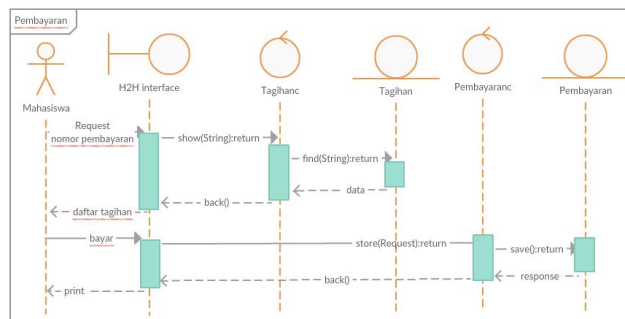 Pembayaran
Mahasiswa
H2H interface
Tagihanc
Tagihan
Pembayaranc
Pembayaran
Request
nomor pembayaran
show(String):return
find(String):return
data
back()
daftar tagihan
bayar
store(Request):return
save():return
response
back()
print